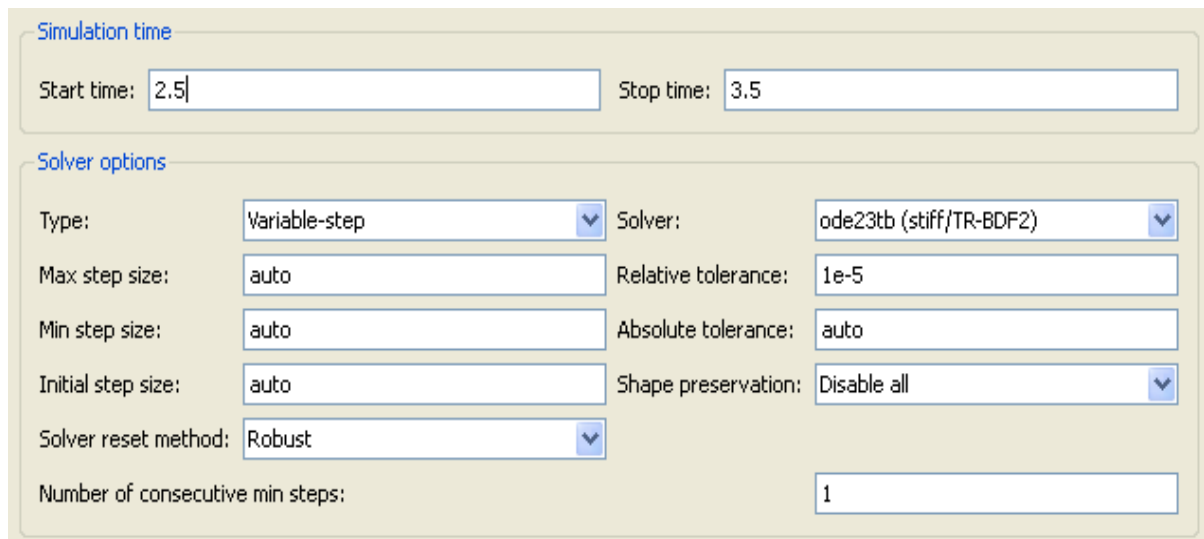 Simulation time
Start time: 2.5 Stop time: 3.5
Solver options
Type: Variable-step Solver: ode23tb (stiff/TR-BDF2)
Max step size: auto Relative tolerance: 1e-5
Min step size: auto Absolute tolerance: auto
Initial step size: auto Shape preservation: Disable all
Solver reset method: Robust
Number of consecutive min steps: 1